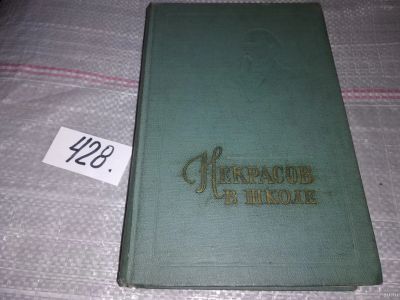 428.
Некрасов
в школе